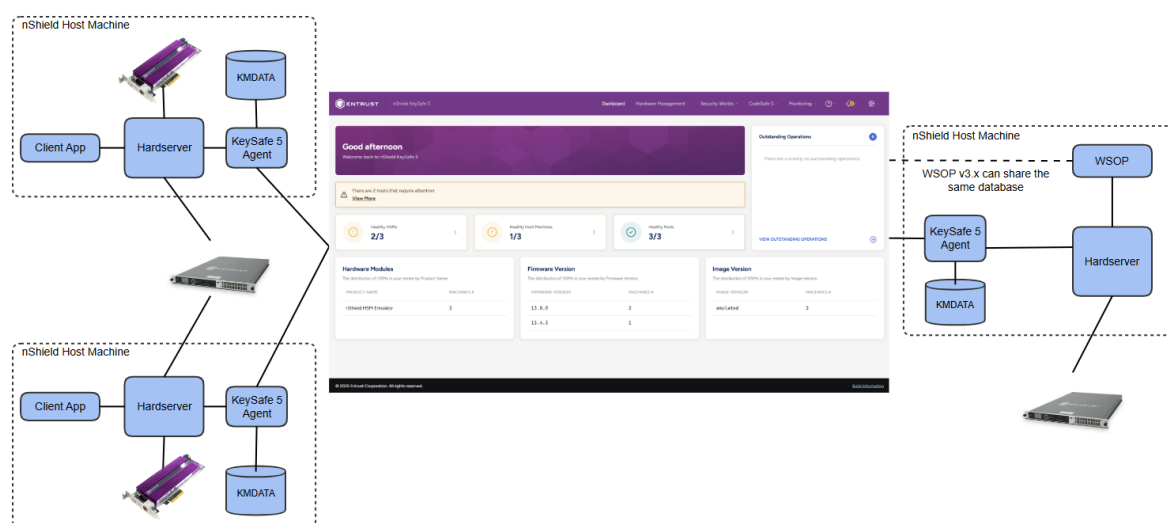 nShield Host Machine
KMDATA
Client App
Hardserver
KeySafe 5
Agent
nShield Host Machine
Client App
Hardserver
KeySafe 5
Agent
KMDATA
ENTRUST
nShield KeySafe 5
Dashboard
Hardware Management
Security Worlds
CodeSafe 5
Monitoring
Good afternoon
Welcome back to nShield KeySafe 5
There are 2 hosts that require attention.
View More
Healthy HSMs
2/3
Healthy Host Machines
1/3
Healthy Pools
3/3
Outstanding Operations
There are currently no outstanding operations
VIEW OUTSTANDING OPERATIONS
Hardware Modules
The distribution of HSMs in your estate by Product Name.
PRODUCT NAME
MACHINES #
nShield HSM Emulator
3
Firmware Version
The distribution of HSMs in your estate by Firmware Version.
FIRMWARE VERSION
MACHINES #
13.8.0
2
13.4.3
1
Image Version
The distribution of HSMs in your estate by Image Version.
IMAGE VERSION
MACHINES #
emulated
3
© 2025 Entrust Corporation. All rights reserved.
Build Information
nShield Host Machine
WSOP
WSOP v3.x can share the
same database
KeySafe 5
Agent
Hardserver
KMDATA